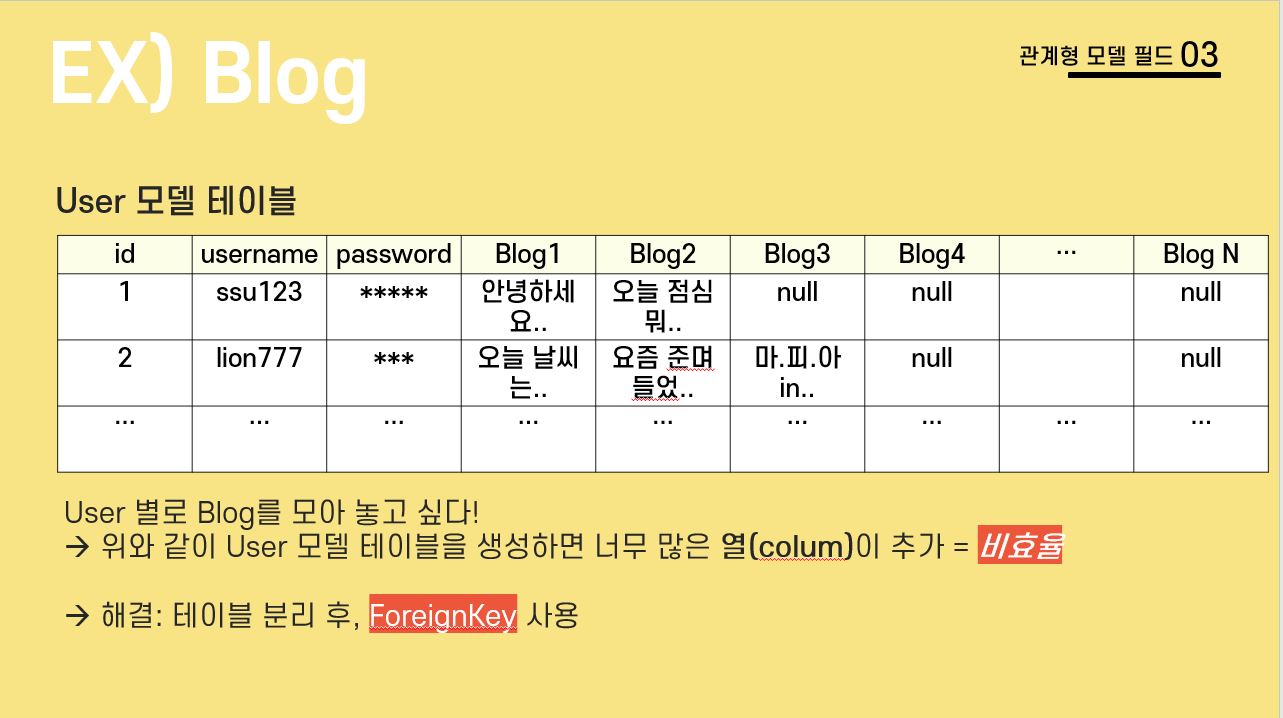 EX) Blog
관계형 모델 필드 03
User 모델 테이블
id username password Blog1 Blog2 Blog3 Blog4 ... Blog N
1 ssu123 ***** 안녕하세 오늘 점심 null null null
요.. 뭐..
2 lion777 *** 오늘 날씨 요즘 준며 마.피.아 null null
는.. 들었.. in..
... ... ... ... ... ... ... ... ...
User 별로 Blog를 모아 놓고 싶다!
→ 위와 같이 User 모델 테이블을 생성하면 너무 많은 열(colum)이 추가 = 비효율
→ 해결: 테이블 분리 후, ForeignKey 사용